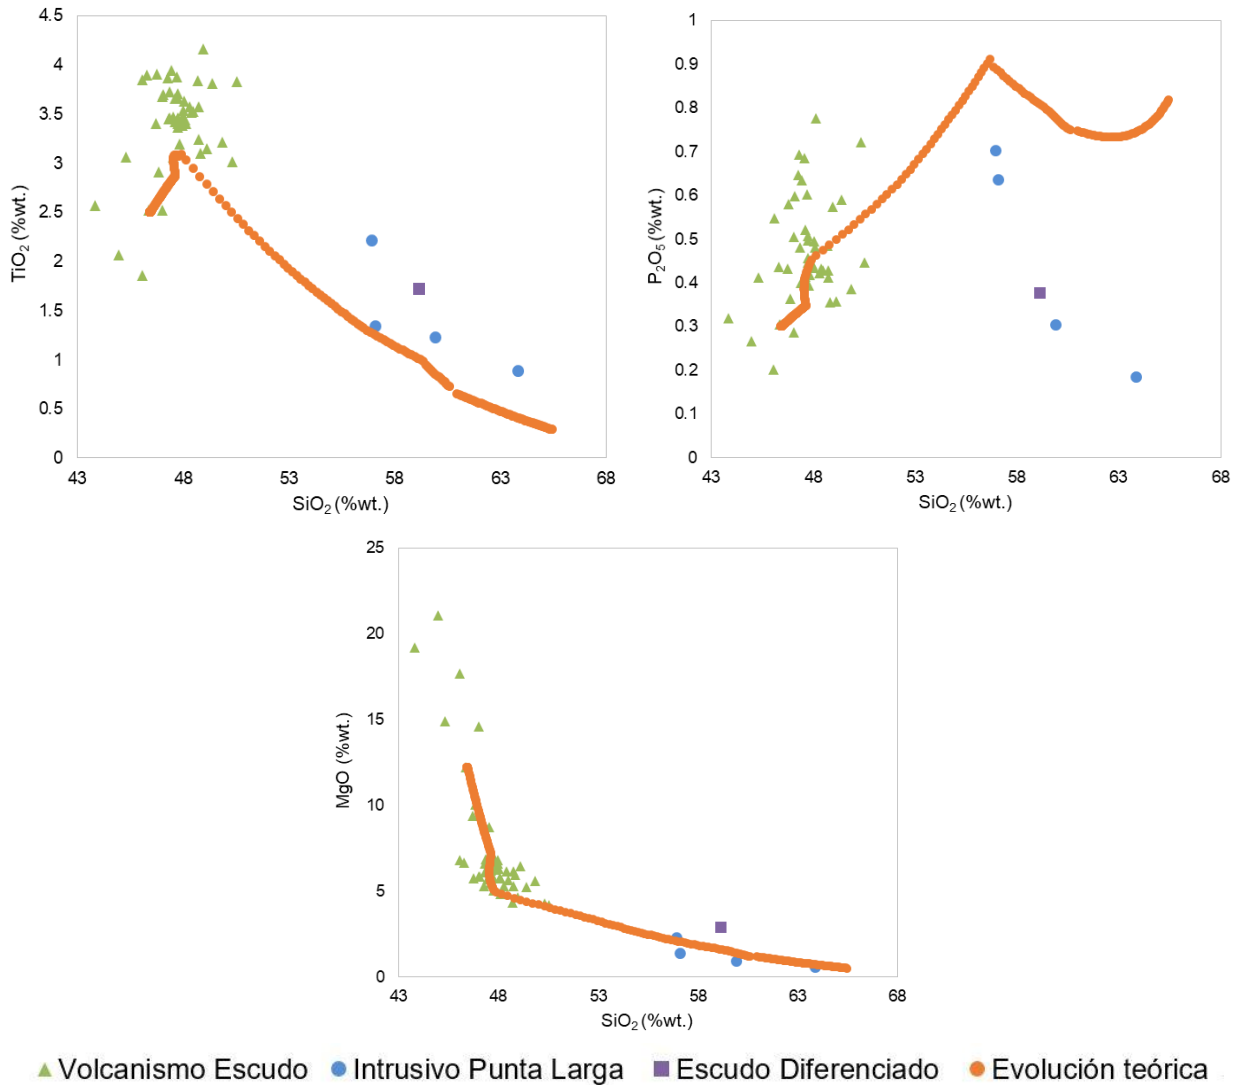 4.5
4
3.5
3
2.5
2
1.5
1
0.5
0
TiO2 (%wt.)
43 48 53 58 63 68
SiO2 (%wt.)
1
0.9
0.8
0.7
0.6
0.5
0.4
0.3
0.2
0.1
0
P2O5 (%wt.)
43 48 53 58 63 68
SiO2 (%wt.)
25
20
15
10
5
0
MgO (%wt.)
43 48 53 58 63 68
SiO2 (%wt.)
Volcanismo Escudo Intrusivo Punta Larga Escudo Diferenciado Evolución teórica